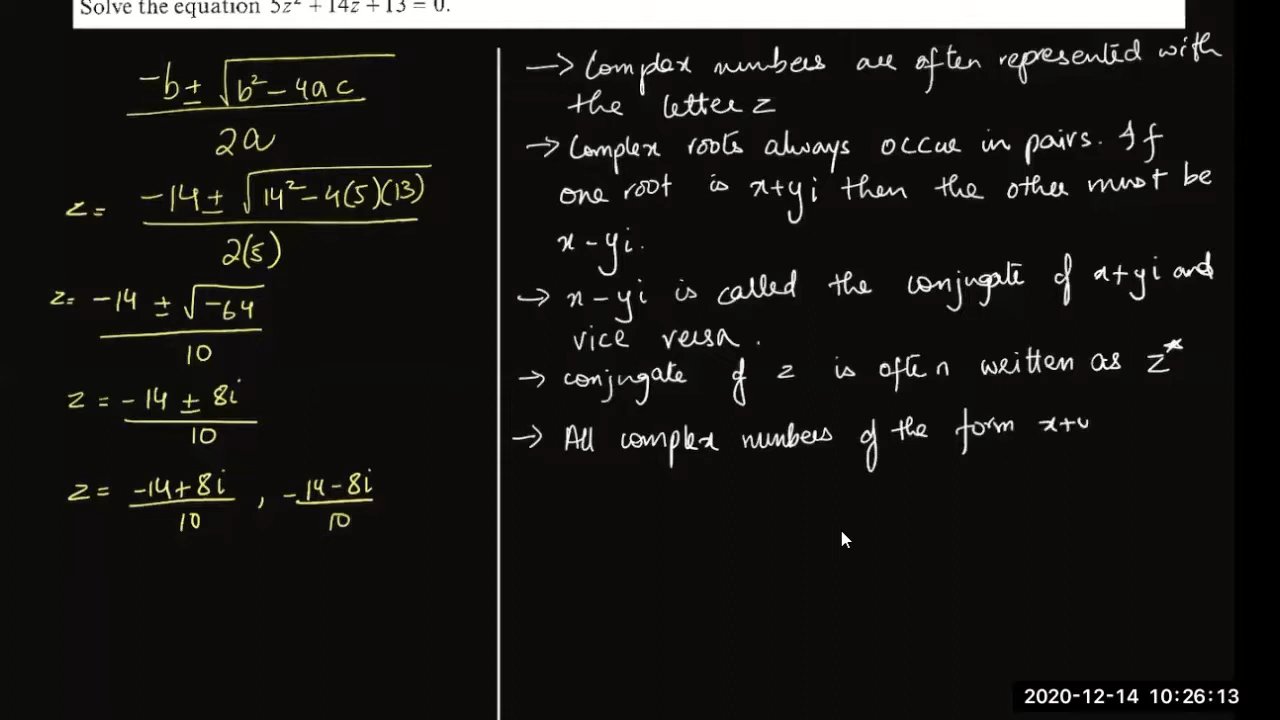 Solve the equation 5z² + 14z + 13 = 0.
-b ± √(b² - 4ac)
2a
z = -14 ± √(14² - 4(5)(13))
2(5)
z = -14 ± √-64
10
z = -14 ± 8i
10
z = -14+8i / 10 , -14-8i / 10
→ Complex numbers are often represented with
the letter z
→ Complex roots always occur in pairs. If
one root is x+yi then the other must be
x-yi.
→ x-yi is called the conjugate of x+yi and
vice versa.
→ conjugate of z is often written as z*
→ All complex numbers of the form x+
2020-12-14 10:26:13